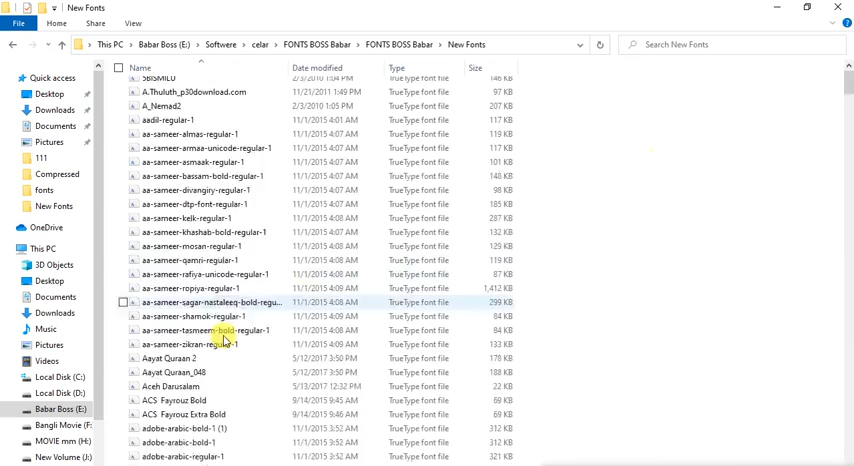 New Fonts
File Home Share View
This PC Babar Boss (E:) Softwere celar FONTS BOSS Babar FONTS BOSS Babar New Fonts
Search New Fonts
Name Date modified Type Size
Quick access
Desktop
Downloads
Documents
Pictures
111
Compressed
fonts
New Fonts
OneDrive
This PC
3D Objects
Desktop
Documents
Downloads
Music
Pictures
Videos
Local Disk (C:)
Local Disk (D:)
Babar Boss (E:)
Bangli Movie (F:
MOVIE mm (H:)
New Volume (J:)
2/3/2010 1:04 PM TrueType font file 146 KB
A.Thuluth_p30download.com 11/21/2011 1:49 PM TrueType font file 97 KB
A_Nemad2 2/3/2010 1:05 PM TrueType font file 207 KB
aadil-regular-1 11/1/2015 4:01 AM TrueType font file 117 KB
aa-sameer-almas-regular-1 11/1/2015 4:07 AM TrueType font file 119 KB
aa-sameer-armaa-unicode-regular-1 11/1/2015 4:07 AM TrueType font file 117 KB
aa-sameer-asmaak-regular-1 11/1/2015 4:07 AM TrueType font file 101 KB
aa-sameer-bassam-bold-regular-1 11/1/2015 4:07 AM TrueType font file 148 KB
aa-sameer-divangiry-regular-1 11/1/2015 4:07 AM TrueType font file 98 KB
aa-sameer-dtp-font-regular-1 11/1/2015 4:07 AM TrueType font file 185 KB
aa-sameer-kelk-regular-1 11/1/2015 4:08 AM TrueType font file 287 KB
aa-sameer-khashab-bold-regular-1 11/1/2015 4:07 AM TrueType font file 132 KB
aa-sameer-mosan-regular-1 11/1/2015 4:08 AM TrueType font file 129 KB
aa-sameer-qamri-regular-1 11/1/2015 4:08 AM TrueType font file 119 KB
aa-sameer-rafiya-unicode-regular-1 11/1/2015 4:08 AM TrueType font file 87 KB
aa-sameer-ropiya-regular-1 11/1/2015 4:09 AM TrueType font file 1,412 KB
aa-sameer-sagar-nastaleeq-bold-regu... 11/1/2015 4:08 AM TrueType font file 299 KB
aa-sameer-shamok-regular-1 11/1/2015 4:09 AM TrueType font file 84 KB
aa-sameer-tasmeem-bold-regular-1 11/1/2015 4:08 AM TrueType font file 84 KB
aa-sameer-zikran-regular-1 11/1/2015 4:09 AM TrueType font file 133 KB
Aayat Quraan 2 5/12/2017 3:50 PM TrueType font file 178 KB
Aayat Quraan_048 5/12/2017 3:50 PM TrueType font file 188 KB
Aceh Darusalam 5/13/2017 12:32 PM TrueType font file 22 KB
ACS Fayrouz Bold 9/14/2015 9:45 AM TrueType font file 69 KB
ACS Fayrouz Extra Bold 9/14/2015 9:46 AM TrueType font file 69 KB
adobe-arabic-bold-1 (1) 11/1/2015 3:52 AM TrueType font file 312 KB
adobe-arabic-bold-1 11/1/2015 3:52 AM TrueType font file 312 KB
adobe-arabic-regular-1 11/1/2015 3:52 AM TrueType font file 321 KB